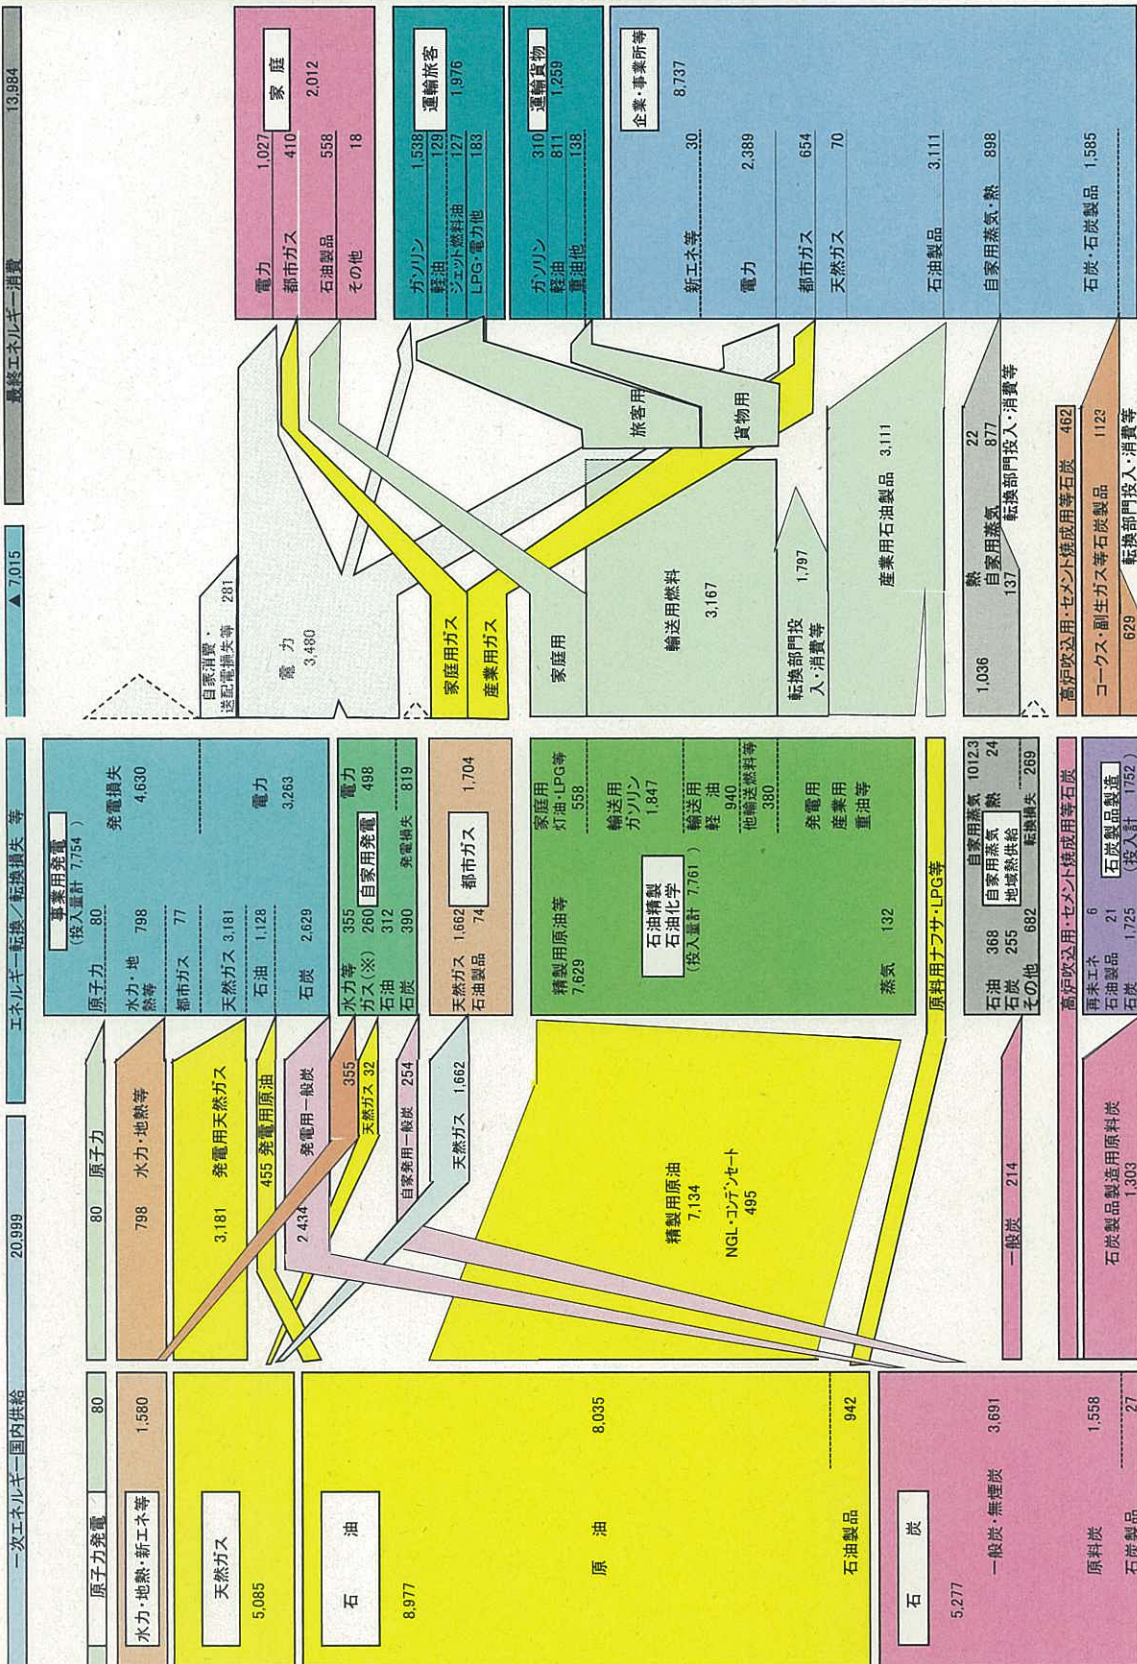 一次エネルギー国内供給 20,999
エネルギー転換/転換損失 等 ▲ 7,015
最終エネルギー消費 13,984
原子力発電 80
水力・地熱・新エネ等 1,580
天然ガス
5,085
石 油
8,977
原 油 8,035
石油製品 942
石 炭
5,277
一般炭・無煙炭 3,691
原料炭 1,558
石炭製品 27
80 原子力
798 水力・地熱等
3,181 発電用天然ガス
455 発電用原油
2,434 発電用一般炭
355
天然ガス 32
自家発用一般炭 254
天然ガス 1,662
精製用原油
7,134
NGL・コンデンセート
495
一般炭 214
石炭製品製造用原料炭
1,303
事業用発電
(投入量計 7,754 )
原子力 80
水力・地熱等 798
都市ガス 77
天然ガス 3,181
石油 1,128
石炭 2,629
発電損失
4,630
電力
3,263
水力等 355
ガス(※) 260
石油 312
石炭 390
自家用発電
電力
498
発電損失 819
天然ガス 1,662
石油製品 74
都市ガス
1,704
精製用原油等
7,629
石油精製
石油化学
(投入量計 7,761 )
蒸気 132
家庭用
灯油・LPG等
558
輸送用
ガソリン
1,847
輸送用
軽 油
940
他輸送燃料等
380
発電用
産業用
重油等
原料用ナフサ・LPG等
石油 368
石炭 255
その他 682
自家用蒸気
地域熱供給
自家用蒸気 1012.3
熱 24
転換損失 269
高炉吹込用・セメント焼成用等石炭
再未エネ 6
石油製品 21
石炭 1,725
石炭製品製造
(投入計 1752 )
自家消費・
送配電損失等 281
電 力
3,480
家庭用ガス
産業用ガス
家庭用
輸送用燃料
3,167
旅客用
貨物用
転換部門投
入・消費等
1,797
産業用石油製品 3,111
1,036
熱 22
自家用蒸気 877
137 転換部門投入・消費等
高炉吹込用・セメント焼成用等石炭 462
コークス・副生ガス等石炭製品 1123
629 転換部門投入・消費等
家 庭
2,012
電力 1,027
都市ガス 410
石油製品 558
その他 18
運輸旅客
1,976
ガソリン 1,538
軽油 129
ジェット燃料油 127
LPG・電力他 183
運輸貨物
1,259
ガソリン 310
軽油 811
重油他 138
企業・事業所等
8,737
新エネ等 30
電力 2,389
都市ガス 654
天然ガス 70
石油製品 3,111
自家用蒸気・熱 898
石炭・石炭製品 1,585